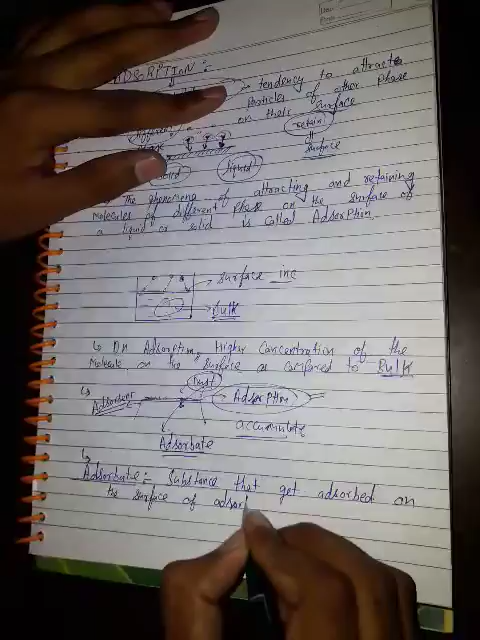 ADSORPTION :-
tendency to attract
Particles of other Phase
on their surface
retain
surface
solid
liquid
The phenomena of attracting and retaining
Molecules of different phase on the surface of
a liquid or solid is called Adsorption
surface inc
Bulk
In Adsorption, Higher Concentration of the
Molecule on the surface as compared to Bulk
Dust
Adsorbent
Adsorption
accumulate
Adsorbate
Adsorbate :- Substance that get adsorbed on
the surface of adsorb